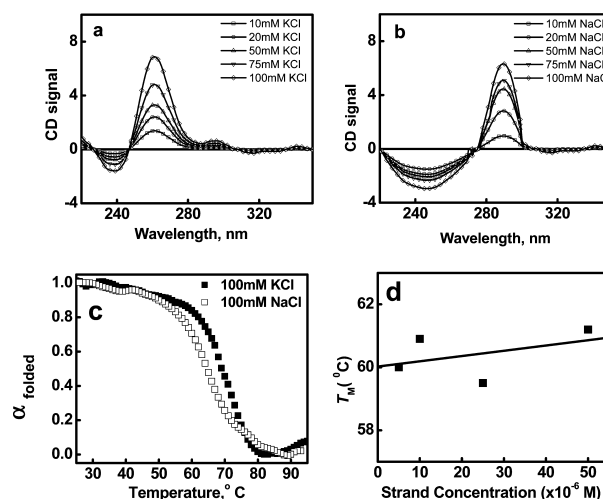 a
10mM KCl
20mM KCl
50mM KCl
75mM KCl
100mM KCl
CD signal
8
4
0
-4
240 280 320
Wavelength, nm
b
10mM NaCl
20mM NaCl
50mM NaCl
75mM NaCl
100mM NaCl
CD signal
8
4
0
-4
240 280 320
Wavelength, nm
c
100mM KCl
100mM NaCl
α folded
1.0
0.8
0.6
0.4
0.2
0.0
30 40 50 60 70 80 90
Temperature,° C
d
T_M( °C)
62
60
58
0 10 20 30 40 50
Strand Concentration (x10⁻⁶ M)